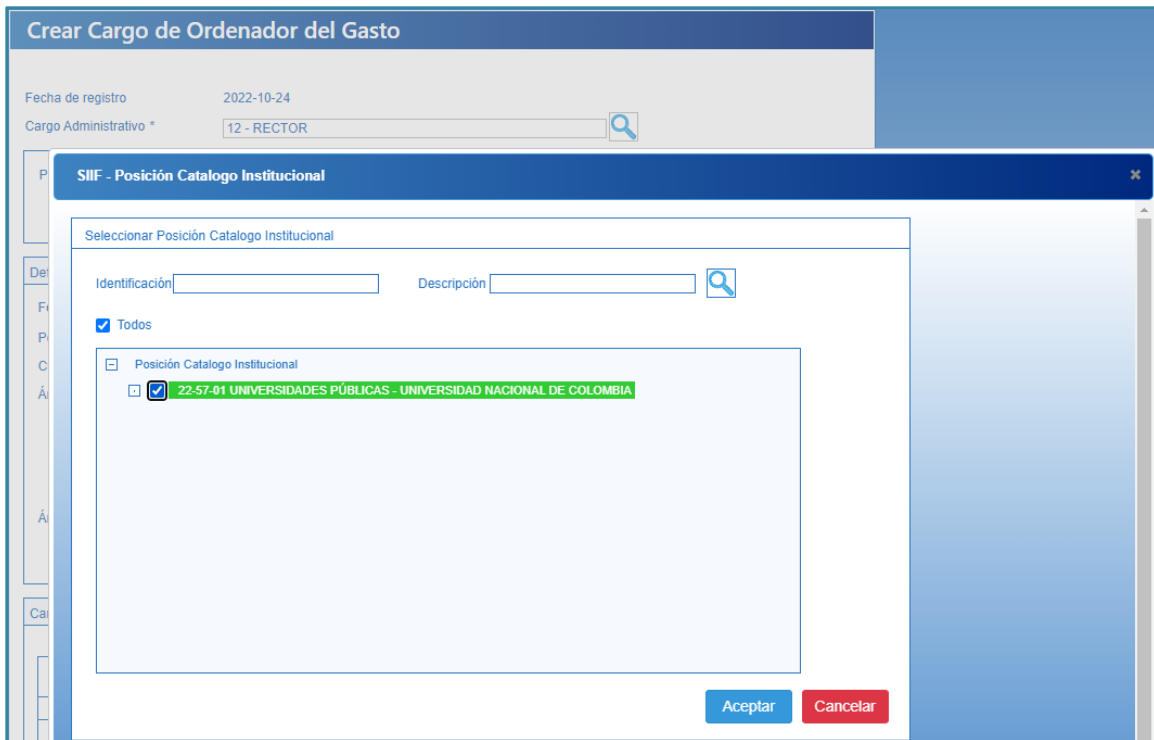 Crear Cargo de Ordenador del Gasto
Fecha de registro 2022-10-24
Cargo Administrativo * 12 - RECTOR
SIIF - Posición Catalogo Institucional
Seleccionar Posición Catalogo Institucional
Identificación Descripción
Todos
Posición Catalogo Institucional
22-57-01 UNIVERSIDADES PÚBLICAS - UNIVERSIDAD NACIONAL DE COLOMBIA
Aceptar Cancelar